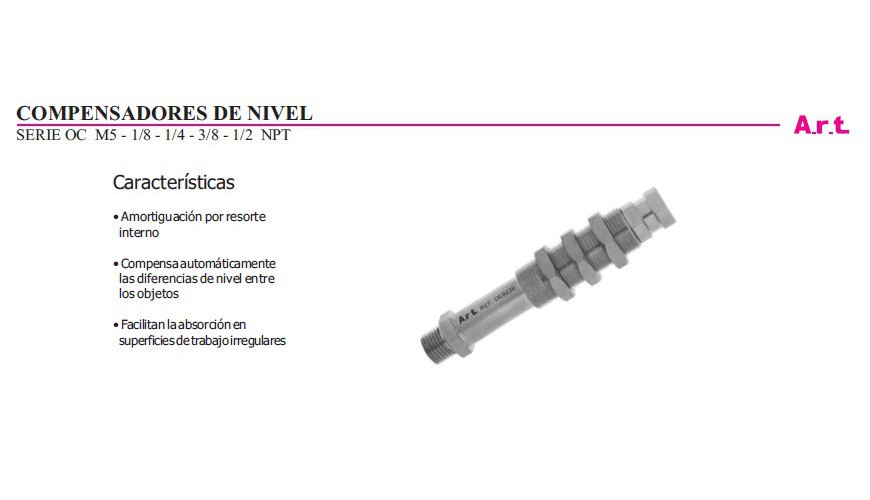 COMPENSADORES DE NIVEL
SERIE OC M5 - 1/8 - 1/4 - 3/8 - 1/2 NPT
A.r.t.
Características
• Amortiguación por resorte
interno
• Compensa automáticamente
las diferencias de nivel entre
los objetos
• Facilitan la absorción en
superficies de trabajo irregulares
A.r.t. REF